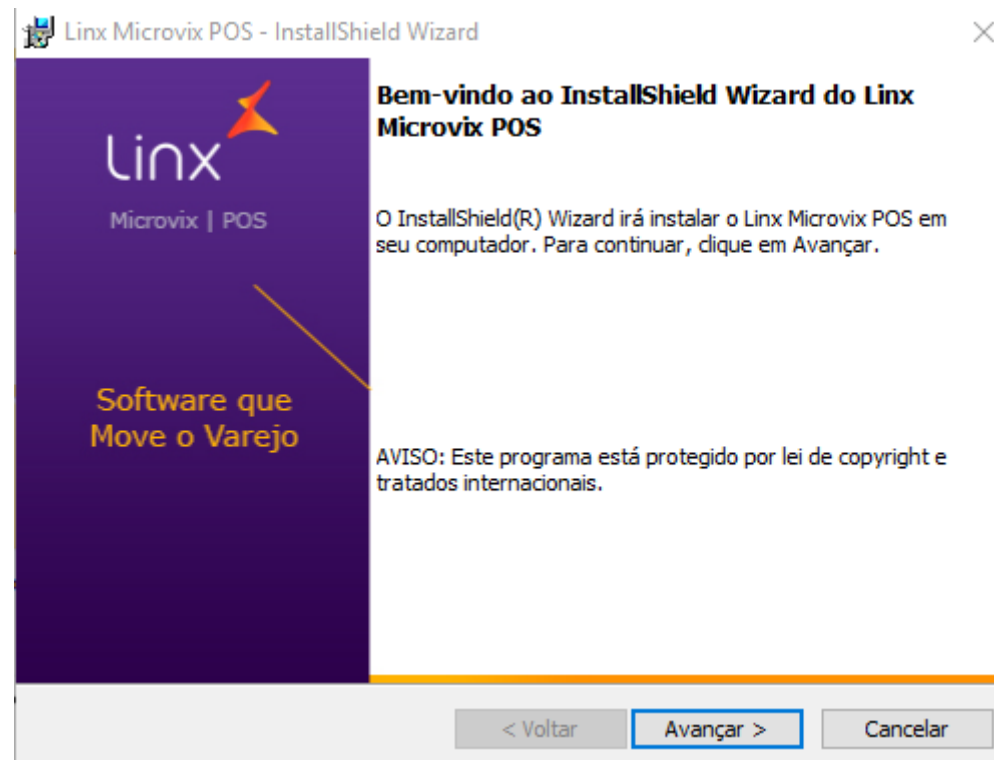 Linx Microvix POS - InstallShield Wizard
Linx
Microvix | POS
Software que
Move o Varejo
Bem-vindo ao InstallShield Wizard do Linx
Microvix POS
O InstallShield(R) Wizard irá instalar o Linx Microvix POS em
seu computador. Para continuar, clique em Avançar.
AVISO: Este programa está protegido por lei de copyright e
tratados internacionais.
< Voltar
Avançar >
Cancelar